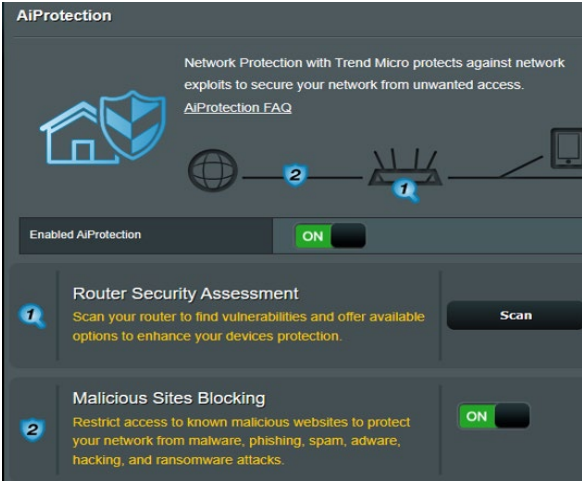 AiProtection
Network Protection with Trend Micro protects against network
exploits to secure your network from unwanted access.
AiProtection FAQ
2
1
Enabled AiProtection
ON
1
Router Security Assessment
Scan your router to find vulnerabilities and offer available
options to enhance your devices protection.
Scan
2
Malicious Sites Blocking
Restrict access to known malicious websites to protect
your network from malware, phishing, spam, adware,
hacking, and ransomware attacks.
ON